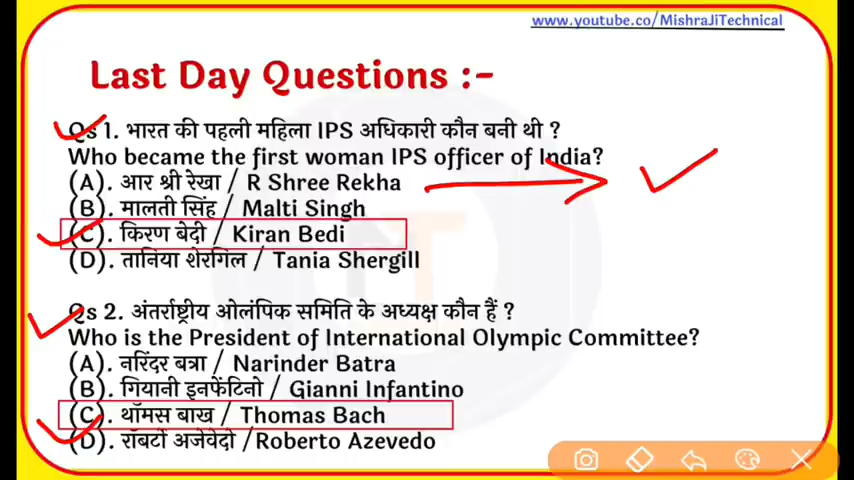 www.youtube.co/MishraJiTechnical
Last Day Questions :-
Qs 1. भारत की पहली महिला IPS अधिकारी कौन बनी थी ?
Who became the first woman IPS officer of India?
(A). आर श्री रेखा / R Shree Rekha
(B). मालती सिंह / Malti Singh
(C). किरण बेदी / Kiran Bedi
(D). तानिया शेरगिल / Tania Shergill
Qs 2. अंतर्राष्ट्रीय ओलंपिक समिति के अध्यक्ष कौन हैं ?
Who is the President of International Olympic Committee?
(A). नरिंदर बत्रा / Narinder Batra
(B). गियानी इनफेंटिनो / Gianni Infantino
(C). थॉमस बाख / Thomas Bach
(D). रॉबर्टो अजेवेदो /Roberto Azevedo